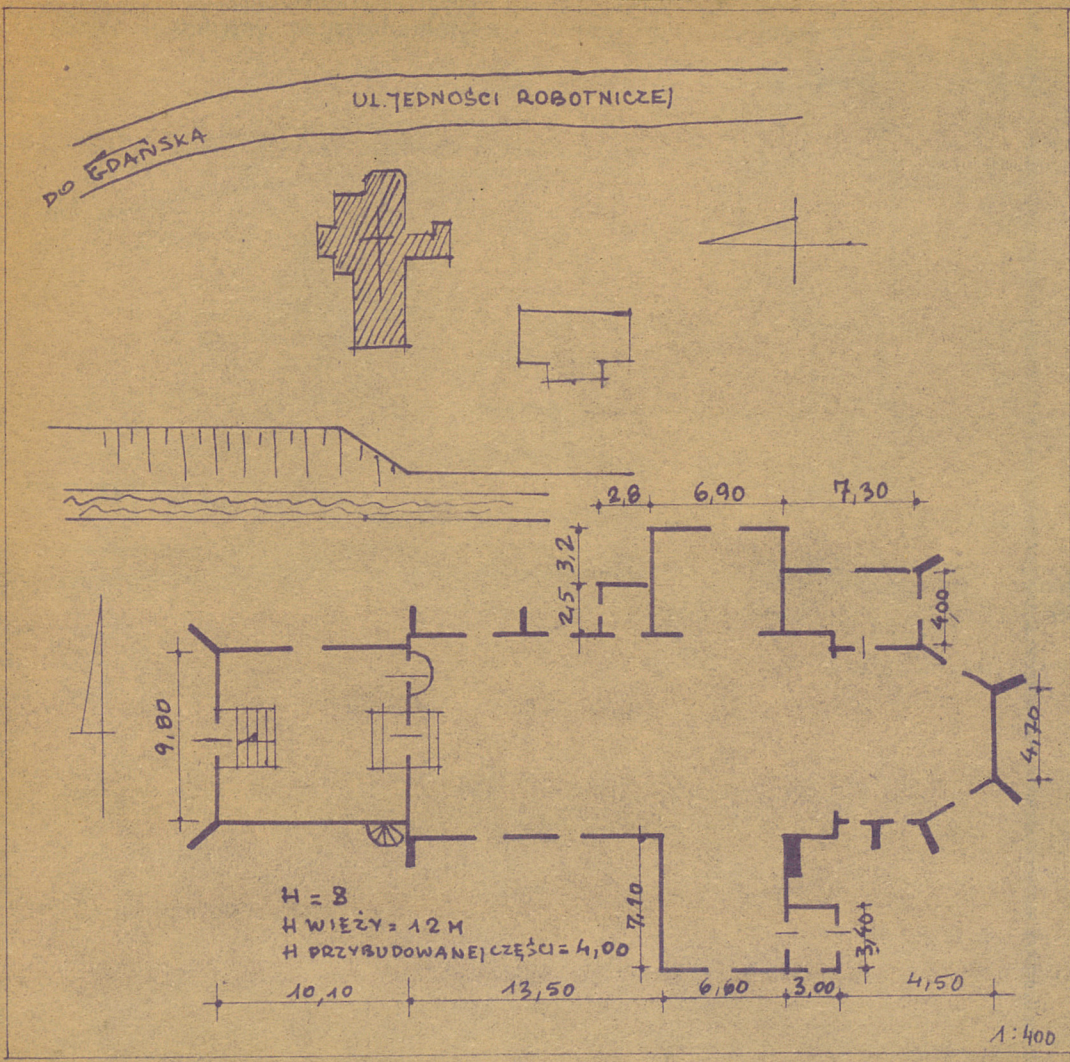 UL. JEDNOŚCI ROBOTNICZEJ
DO GDAŃSKA
2,8 6,90 7,30
3,2
2,5
4,00
9,80
4,70
H = 8
H WIEŻY = 12 M
H PRZYBUDOWANEJ CZĘŚCI = 4,00
7,10
3,40
10,10 13,50 6,60 3,00 4,50
1:400